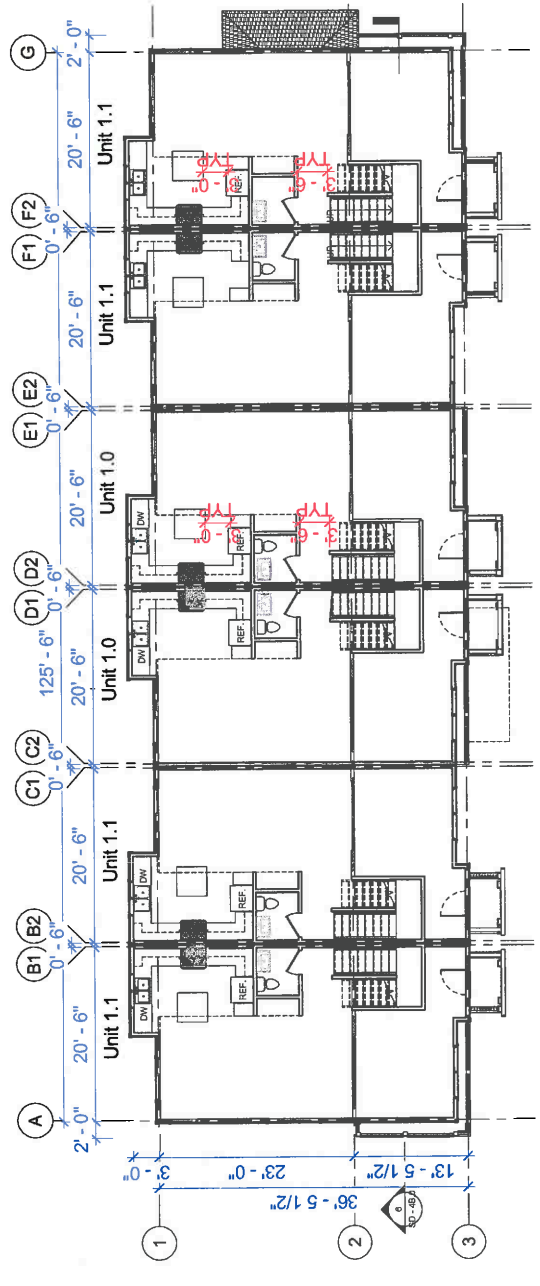 A
B1
B2
C1
C2
D1
D2
E1
E2
F1
F2
G
125' - 6"
2' - 0"
20' - 6"
0' - 6"
20' - 6"
0' - 6"
20' - 6"
0' - 6"
20' - 6"
0' - 6"
20' - 6"
0' - 6"
20' - 6"
2' - 0"
Unit 1.1
Unit 1.1
Unit 1.0
Unit 1.0
Unit 1.1
Unit 1.1
DW
DW
DW
DW
REF.
REF.
REF.
REF.
REF.
3' - 0"
TYP
3' - 0"
TYP
3' - 6"
TYP
3' - 6"
TYP
1
3' - 0"
23' - 0"
36' - 5 1/2"
2
13' - 5 1/2"
6
3